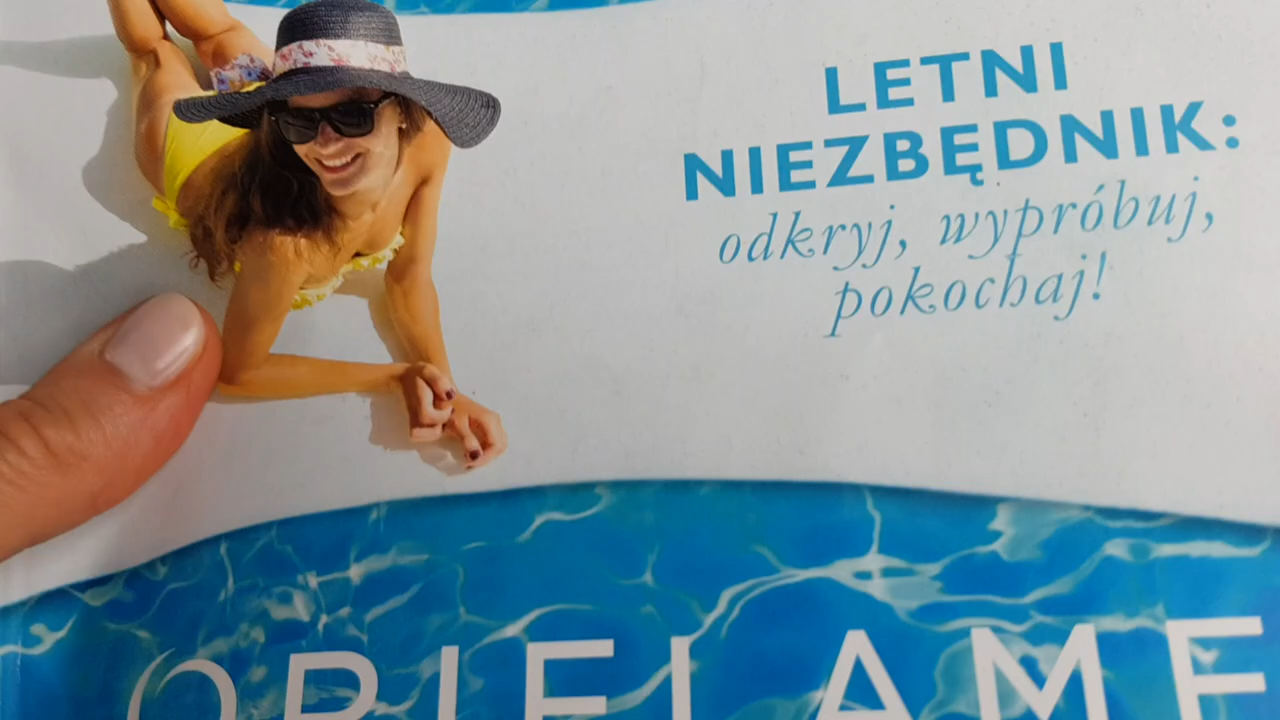 LETNI
NIEZBĘDNIK:
odkryj, wypróbuj,
pokochaj!
ORIFLAME